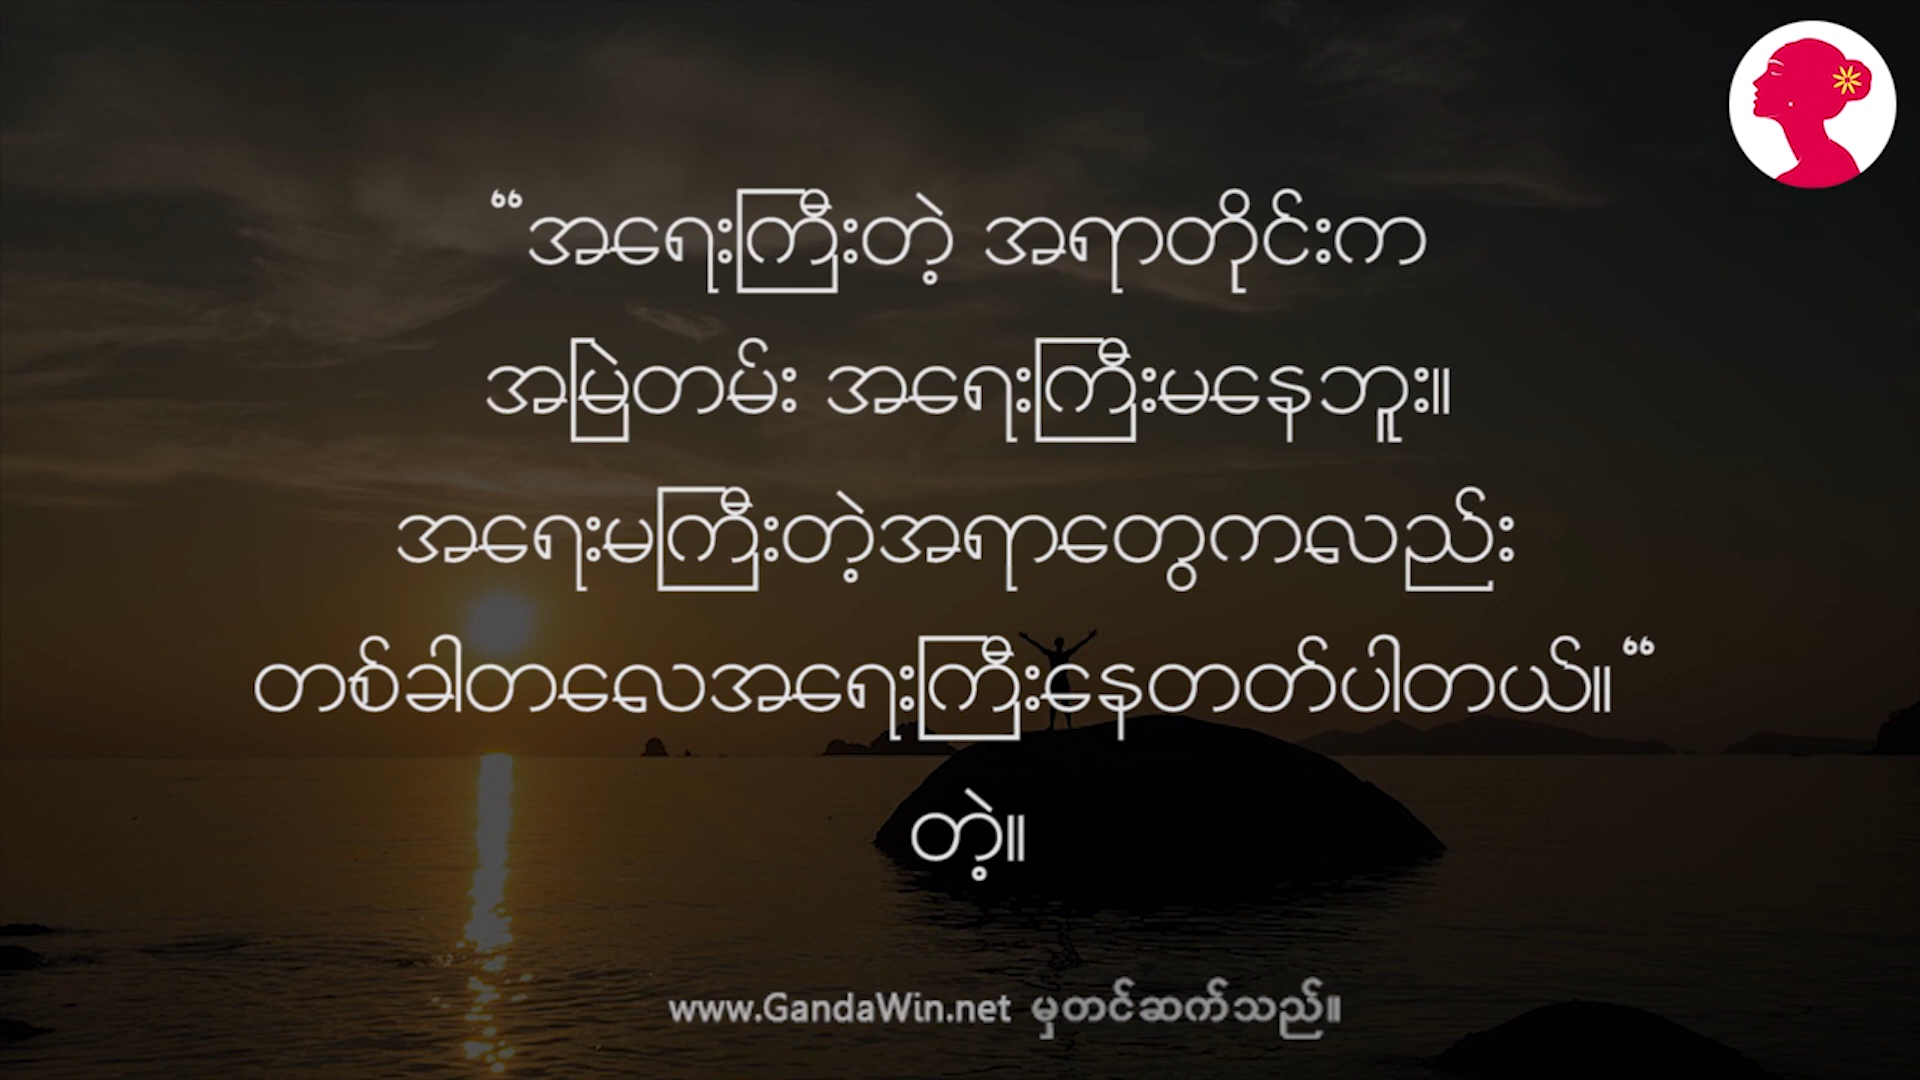 “အရေးကြီးတဲ့ အရာတိုင်းက
အမြဲတမ်း အရေးကြီးမနေဘူး။
အရေးမကြီးတဲ့အရာတွေကလည်း
တစ်ခါတလေအရေးကြီးနေတတ်ပါတယ်။“
တဲ့။
www.GandaWin.net မှတင်ဆက်သည်။